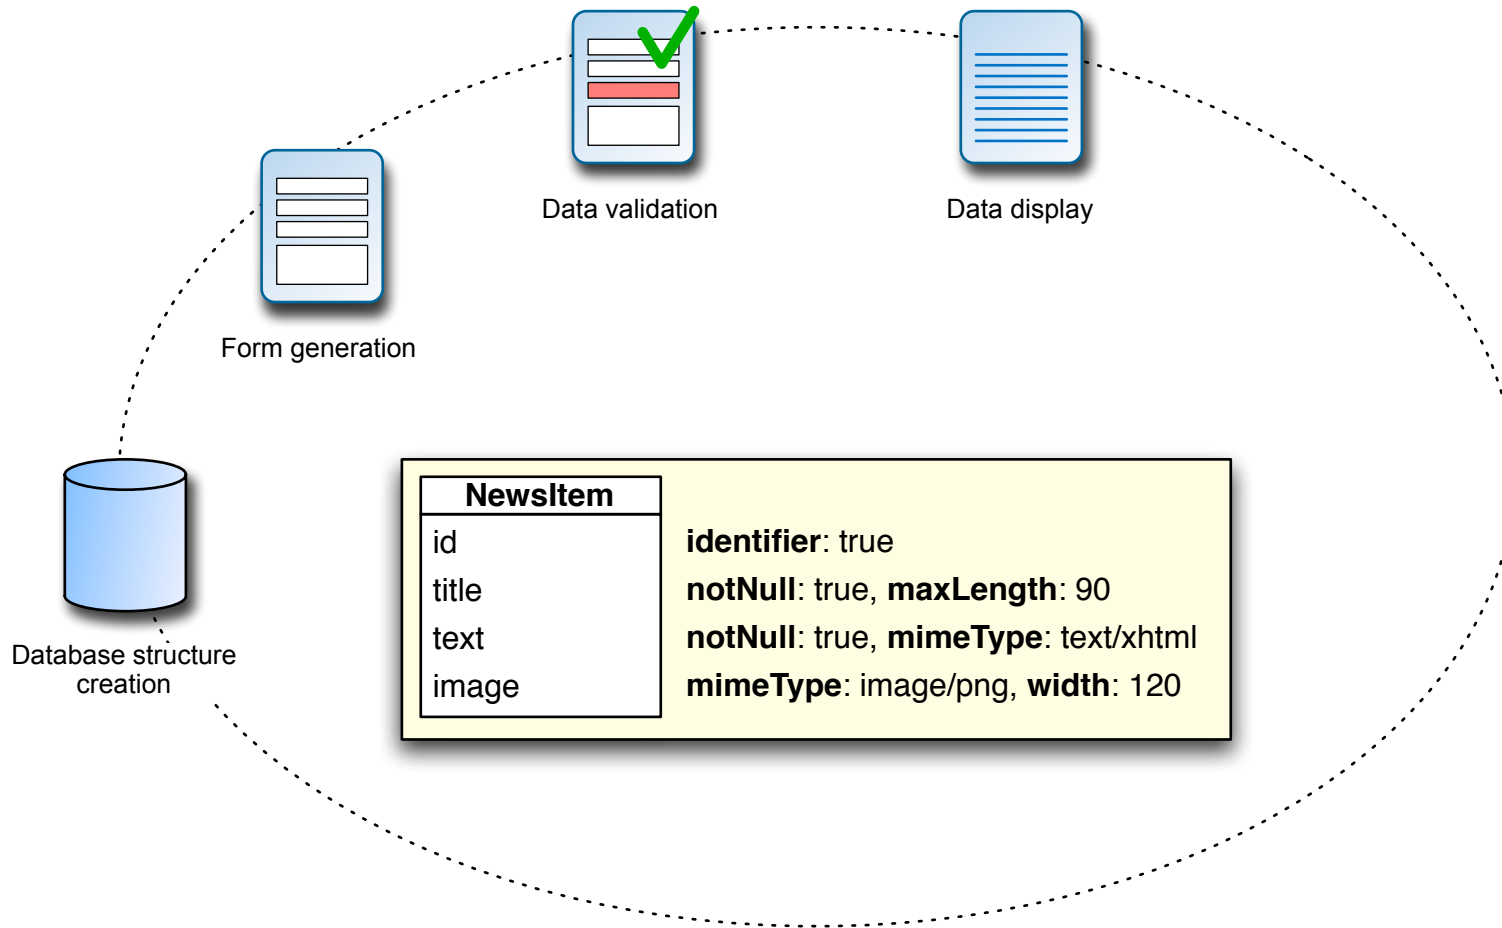 Data validation
Data display
Form generation
Database structure
creation
NewsItem
id
identifier: true
title
notNull: true, maxLength: 90
text
notNull: true, mimeType: text/xhtml
image
mimeType: image/png, width: 120